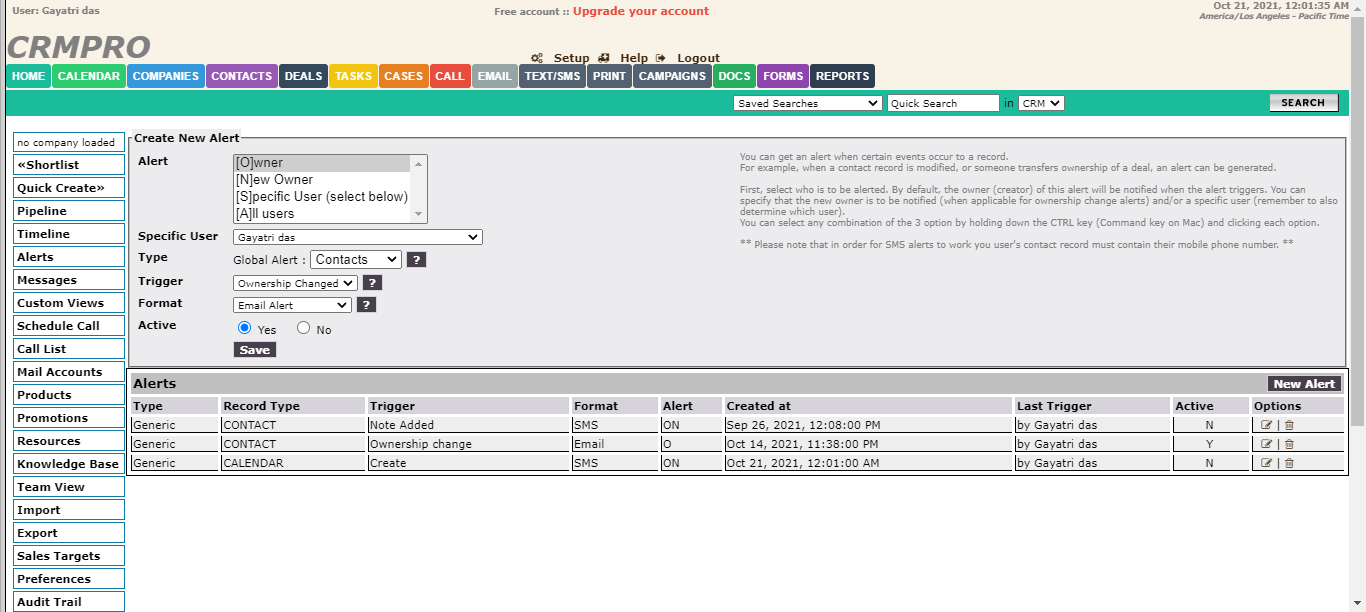 User: Gayatri das
Free account :: Upgrade your account
Oct 21, 2021, 12:01:35 AM
America/Los Angeles - Pacific Time
CRMPRO
Setup Help Logout
HOME CALENDAR COMPANIES CONTACTS DEALS TASKS CASES CALL EMAIL TEXT/SMS PRINT CAMPAIGNS DOCS FORMS REPORTS
Saved Searches Quick Search in CRM SEARCH
no company loaded
«Shortlist
Quick Create»
Pipeline
Timeline
Alerts
Messages
Custom Views
Schedule Call
Call List
Mail Accounts
Products
Promotions
Resources
Knowledge Base
Team View
Import
Export
Sales Targets
Preferences
Audit Trail
Create New Alert
Alert
[O]wner
[N]ew Owner
[S]pecific User (select below)
[A]ll users
Specific User Gayatri das
Type Global Alert : Contacts ?
Trigger Ownership Changed ?
Format Email Alert ?
Active Yes No
Save
You can get an alert when certain events occur to a record.
For example, when a contact record is modified, or someone transfers ownership of a deal, an alert can be generated.
First, select who is to be alerted. By default, the owner (creator) of this alert will be notified when the alert triggers. You can
specify that the new owner is to be notified (when applicable for ownership change alerts) and/or a specific user (remember to also
determine which user).
You can select any combination of the 3 option by holding down the CTRL key (Command key on Mac) and clicking each option.
** Please note that in order for SMS alerts to work you user's contact record must contain their mobile phone number. **
Alerts New Alert
Type Record Type Trigger Format Alert Created at Last Trigger Active Options
Generic CONTACT Note Added SMS ON Sep 26, 2021, 12:08:00 PM by Gayatri das N |
Generic CONTACT Ownership change Email O Oct 14, 2021, 11:38:00 PM by Gayatri das Y |
Generic CALENDAR Create SMS ON Oct 21, 2021, 12:01:00 AM by Gayatri das N |